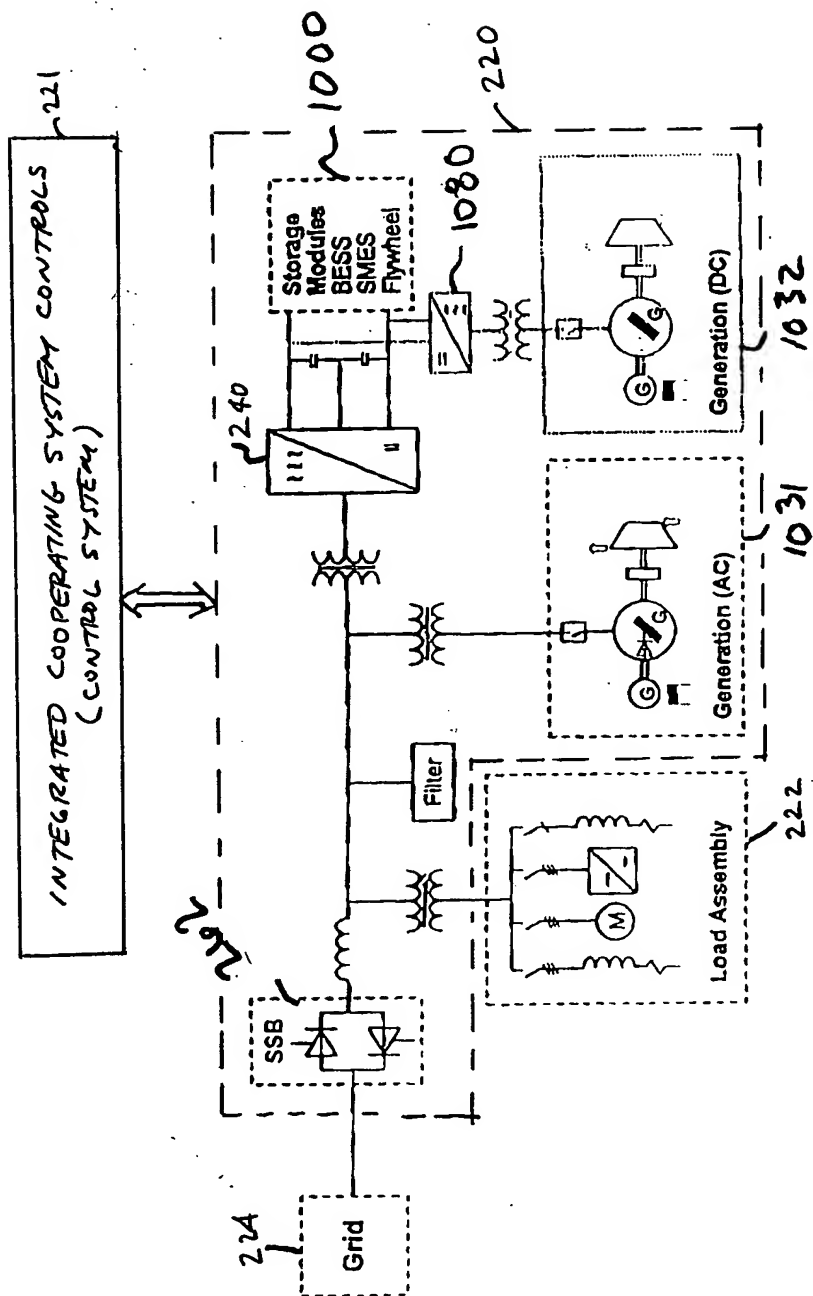 INTEGRATED COOPERATING SYSTEM CONTROLS
(CONTROL SYSTEM)
221
224
Grid
SSB
Filter
240
Storage
Modules
BESS
SMES
Flywheel
1000
1080
220
M
Load Assembly
222
G
G
Generation (AC)
1031
G
G
Generation (DC)
1032